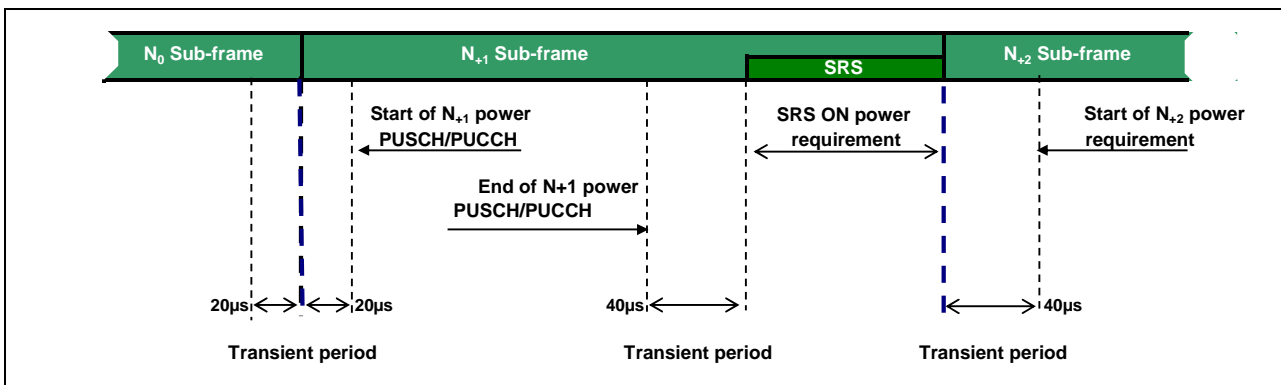 N₀ Sub-frame N₊₁ Sub-frame N₊₂ Sub-frame
SRS
Start of N₊₁ power
PUSCH/PUCCH
SRS ON power
requirement
Start of N₊₂ power
requirement
End of N+1 power
PUSCH/PUCCH
20µs 20µs 40µs 40µs
Transient period Transient period Transient period